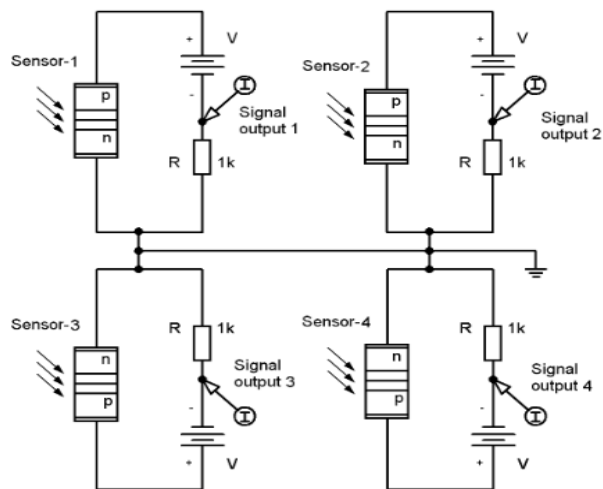 + V
Sensor-1
p
n
-
I
Signal
output 1
R 1k
+ V
Sensor-2
p
n
-
I
Signal
output 2
R 1k
Sensor-3
n
p
R 1k
Signal
output 3
-
I
+ V
Sensor-4
n
p
R 1k
Signal
output 4
-
I
+ V